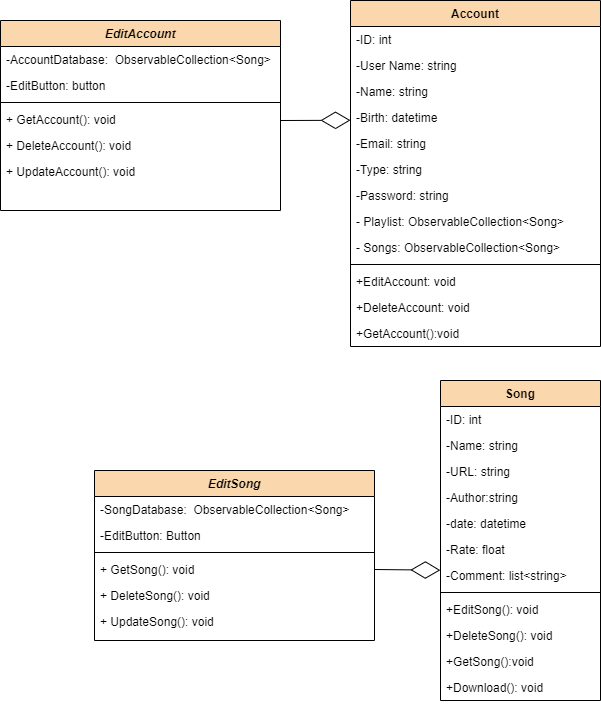 EditAccount
-AccountDatabase:  ObservableCollection<Song>
-EditButton: button
+ GetAccount(): void
+ DeleteAccount(): void
+ UpdateAccount(): void
Account
-ID: int
-User Name: string
-Name: string
-Birth: datetime
-Email: string
-Type: string
-Password: string
- Playlist: ObservableCollection<Song>
- Songs: ObservableCollection<Song>
+EditAccount: void
+DeleteAccount: void
+GetAccount():void
EditSong
-SongDatabase:  ObservableCollection<Song>
-EditButton: Button
+ GetSong(): void
+ DeleteSong(): void
+ UpdateSong(): void
Song
-ID: int
-Name: string
-URL: string
-Author:string
-date: datetime
-Rate: float
-Comment: list<string>
+EditSong(): void
+DeleteSong(): void
+GetSong():void
+Download(): void